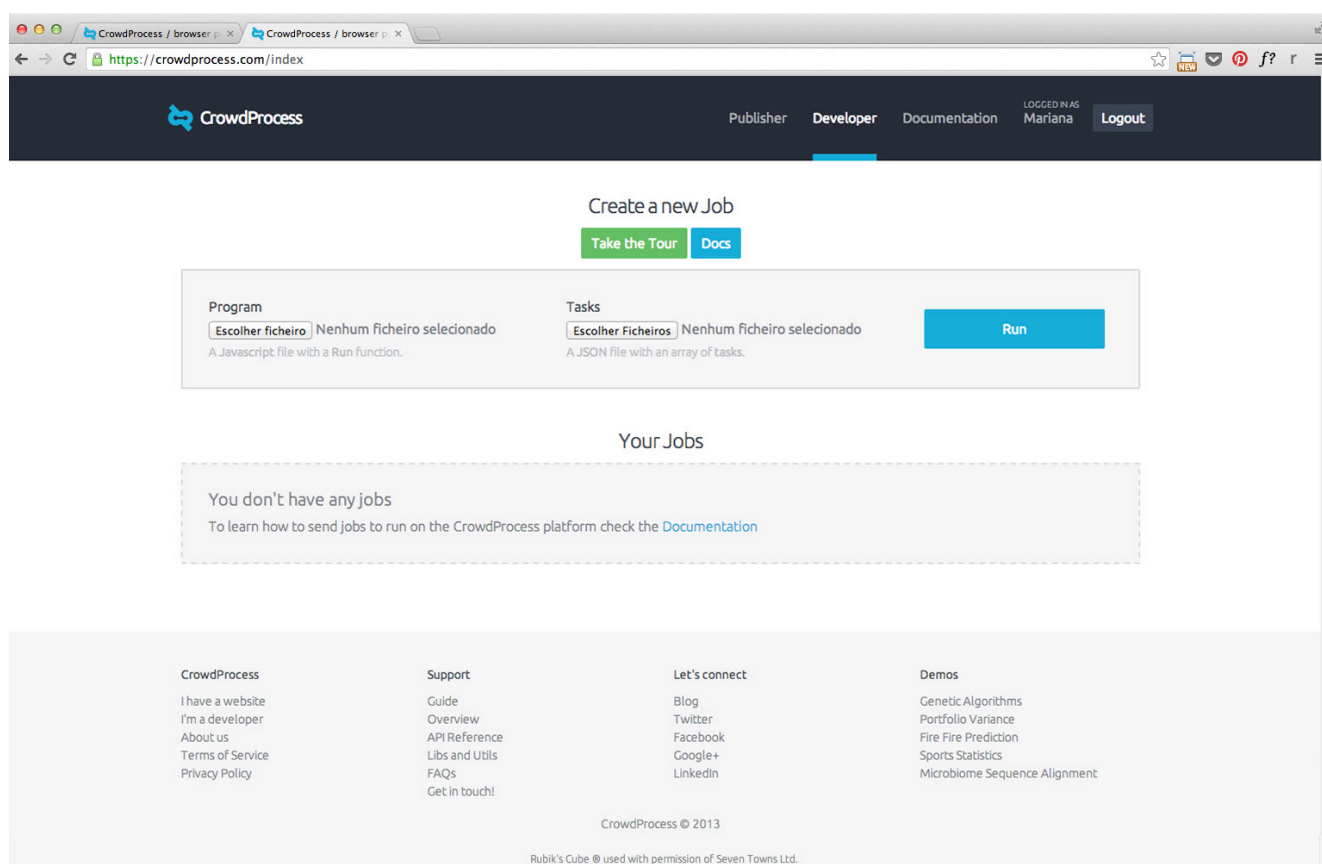 CrowdProcess / browser p
CrowdProcess / browser p
https://crowdprocess.com/index
NEW
f?
r
CrowdProcess
Publisher
Developer
Documentation
LOGGED IN AS
Mariana
Logout
Create a new Job
Take the Tour
Docs
Program
Escolher ficheiro Nenhum ficheiro selecionado
A Javascript file with a Run function.
Tasks
Escolher Ficheiros Nenhum ficheiro selecionado
A JSON file with an array of tasks.
Run
Your Jobs
You don't have any jobs
To learn how to send jobs to run on the CrowdProcess platform check the Documentation
CrowdProcess
I have a website
I'm a developer
About us
Terms of Service
Privacy Policy
Support
Guide
Overview
API Reference
Libs and Utils
FAQs
Get in touch!
Let's connect
Blog
Twitter
Facebook
Google+
LinkedIn
Demos
Genetic Algorithms
Portfolio Variance
Fire Fire Prediction
Sports Statistics
Microbiome Sequence Alignment
CrowdProcess © 2013
Rubik's Cube ® used with permission of Seven Towns Ltd.